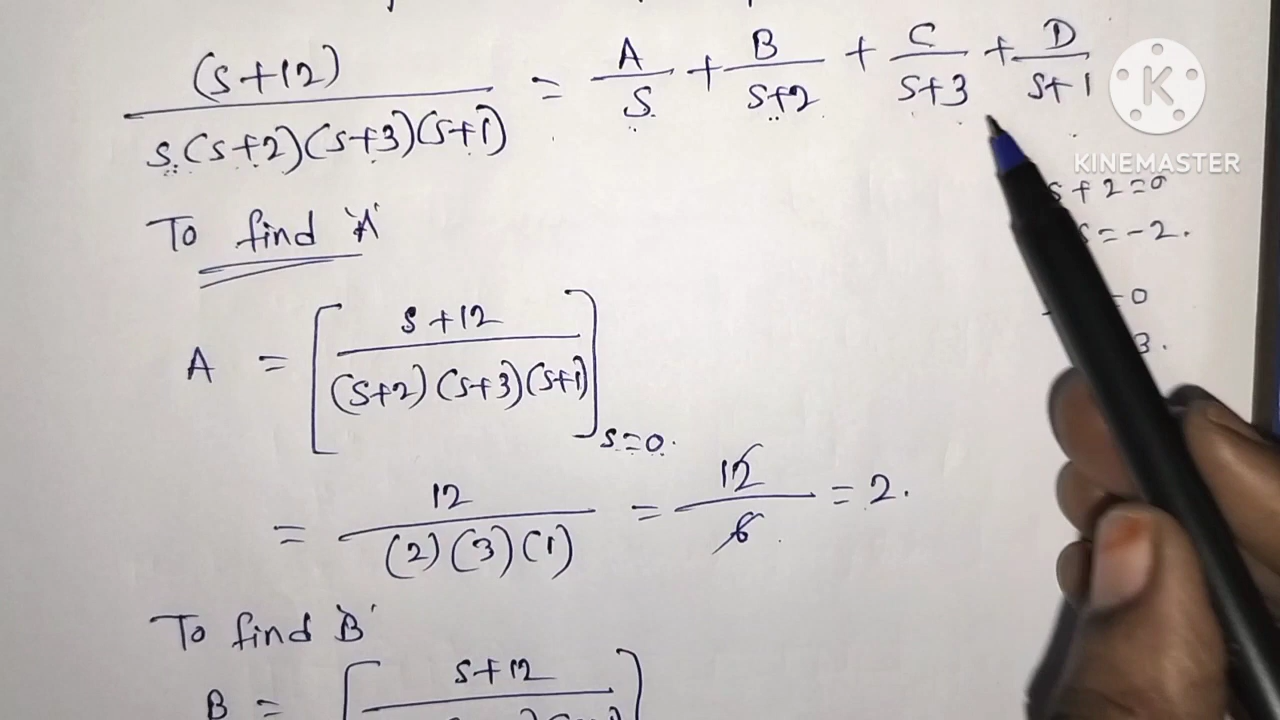 (s+12) / s(s+2)(s+3)(s+1) = A/s + B/s+2 + C/s+3 + D/s+1
KINEMASTER
s+2=0
s=-2.
To find 'A'
A = [s+12 / (s+2)(s+3)(s+1)] s=0.
= 12 / (2)(3)(1) = 12/6 = 2.
To find 'B'
B = [s+12